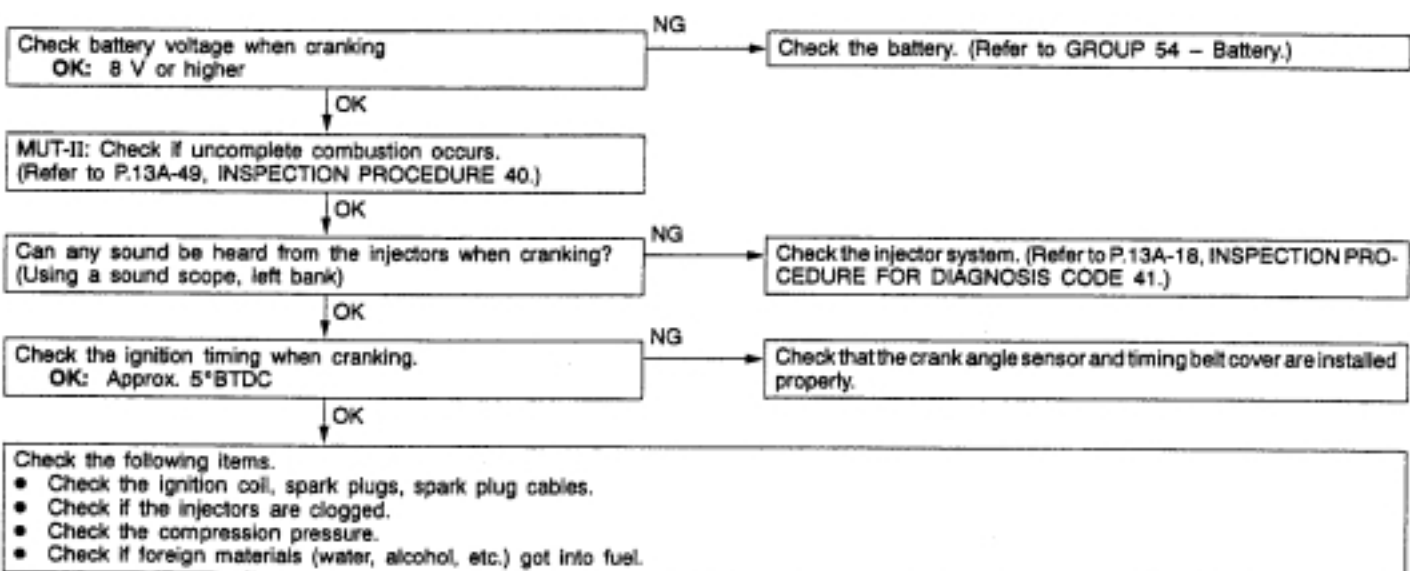 Check battery voltage when cranking
OK: 8 V or higher
NG
Check the battery. (Refer to GROUP 54 – Battery.)
OK
MUT-II: Check if uncomplete combustion occurs.
(Refer to P.13A-49, INSPECTION PROCEDURE 40.)
OK
Can any sound be heard from the injectors when cranking?
(Using a sound scope, left bank)
NG
Check the injector system. (Refer to P.13A-18, INSPECTION PRO-
CEDURE FOR DIAGNOSIS CODE 41.)
OK
Check the ignition timing when cranking.
OK: Approx. 5°BTDC
NG
Check that the crank angle sensor and timing belt cover are installed
properly.
OK
Check the following items.
● Check the ignition coil, spark plugs, spark plug cables.
● Check if the injectors are clogged.
● Check the compression pressure.
● Check if foreign materials (water, alcohol, etc.) got into fuel.